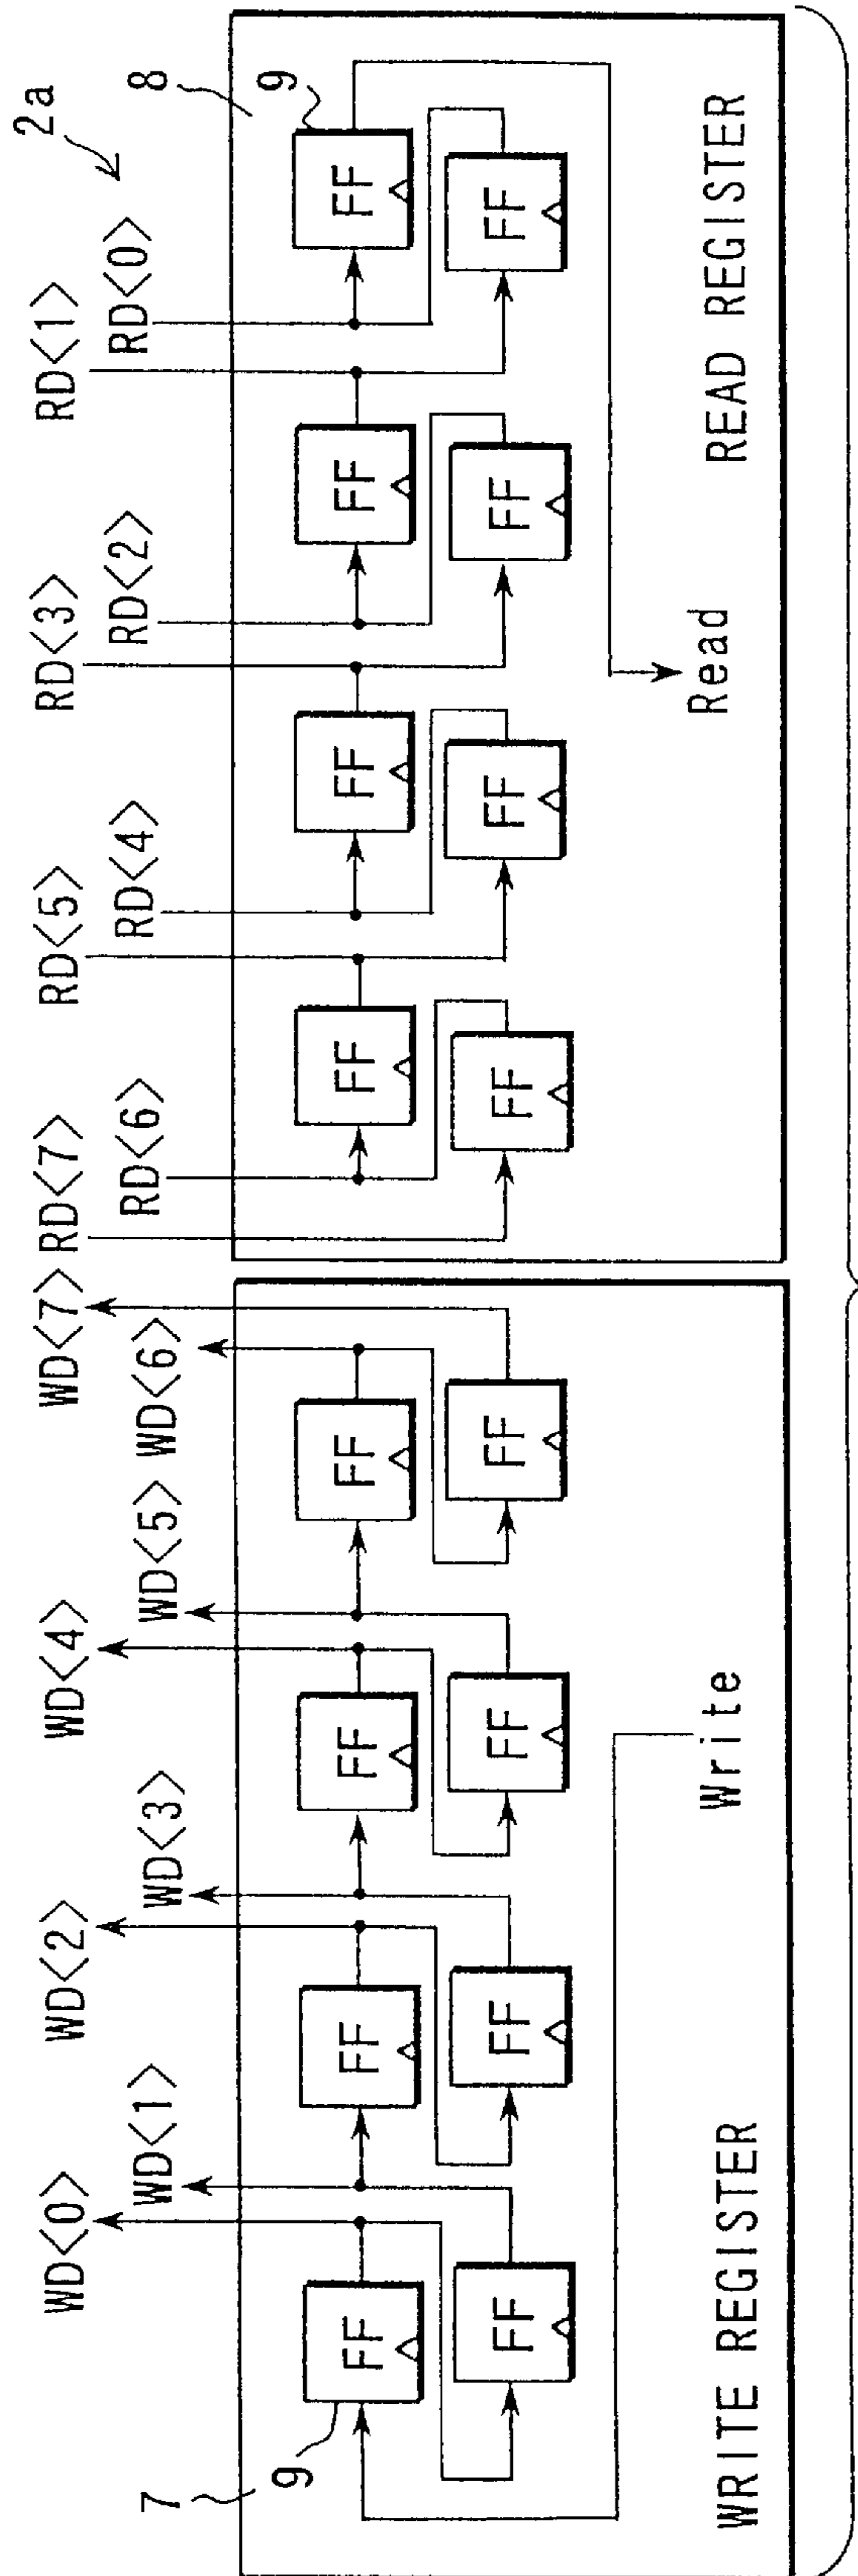 2a
8
9
RD<1>
RD<0>
RD<3>
RD<2>
RD<5>
RD<4>
RD<7>
RD<6>
FF
FF
FF
FF
FF
FF
FF
FF
Read
READ REGISTER
WD<7>
WD<6>
WD<5>
WD<4>
WD<3>
WD<2>
WD<1>
WD<0>
FF
FF
FF
FF
FF
FF
FF
FF
Write
7
9
WRITE REGISTER